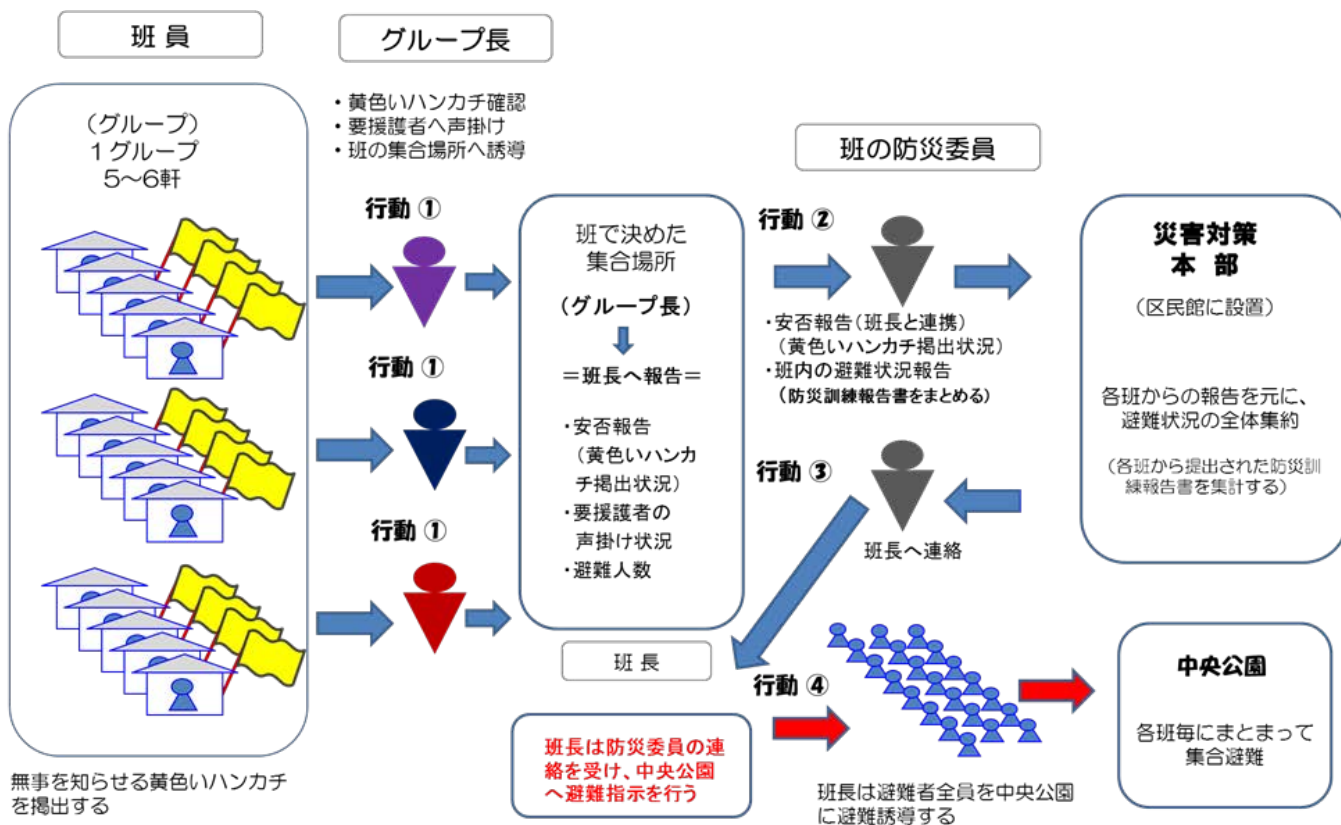 班 員
グループ長
・黄色いハンカチ確認
・要援護者へ声掛け
・班の集合場所へ誘導
(グループ)
1グループ
5～6軒
行動 ①
行動 ①
行動 ①
無事を知らせる黄色いハンカチ
を掲出する
班で決めた
集合場所
(グループ長)
=班長へ報告=
・安否報告
(黄色いハンカ
チ掲出状況)
・要援護者の
声掛け状況
・避難人数
班 長
班長は防災委員の連
絡を受け、中央公園
へ避難指示を行う
班の防災委員
行動 ②
・安否報告(班長と連携)
(黄色いハンカチ掲出状況)
・班内の避難状況報告
(防災訓練報告書をまとめる)
行動 ③
班長へ連絡
災害対策
本 部
(区民館に設置)
各班からの報告を元に、
避難状況の全体集約
(各班から提出された防災訓
練報告書を集計する)
行動 ④
班長は避難者全員を中央公園
に避難誘導する
中央公園
各班毎にまとまって
集合避難